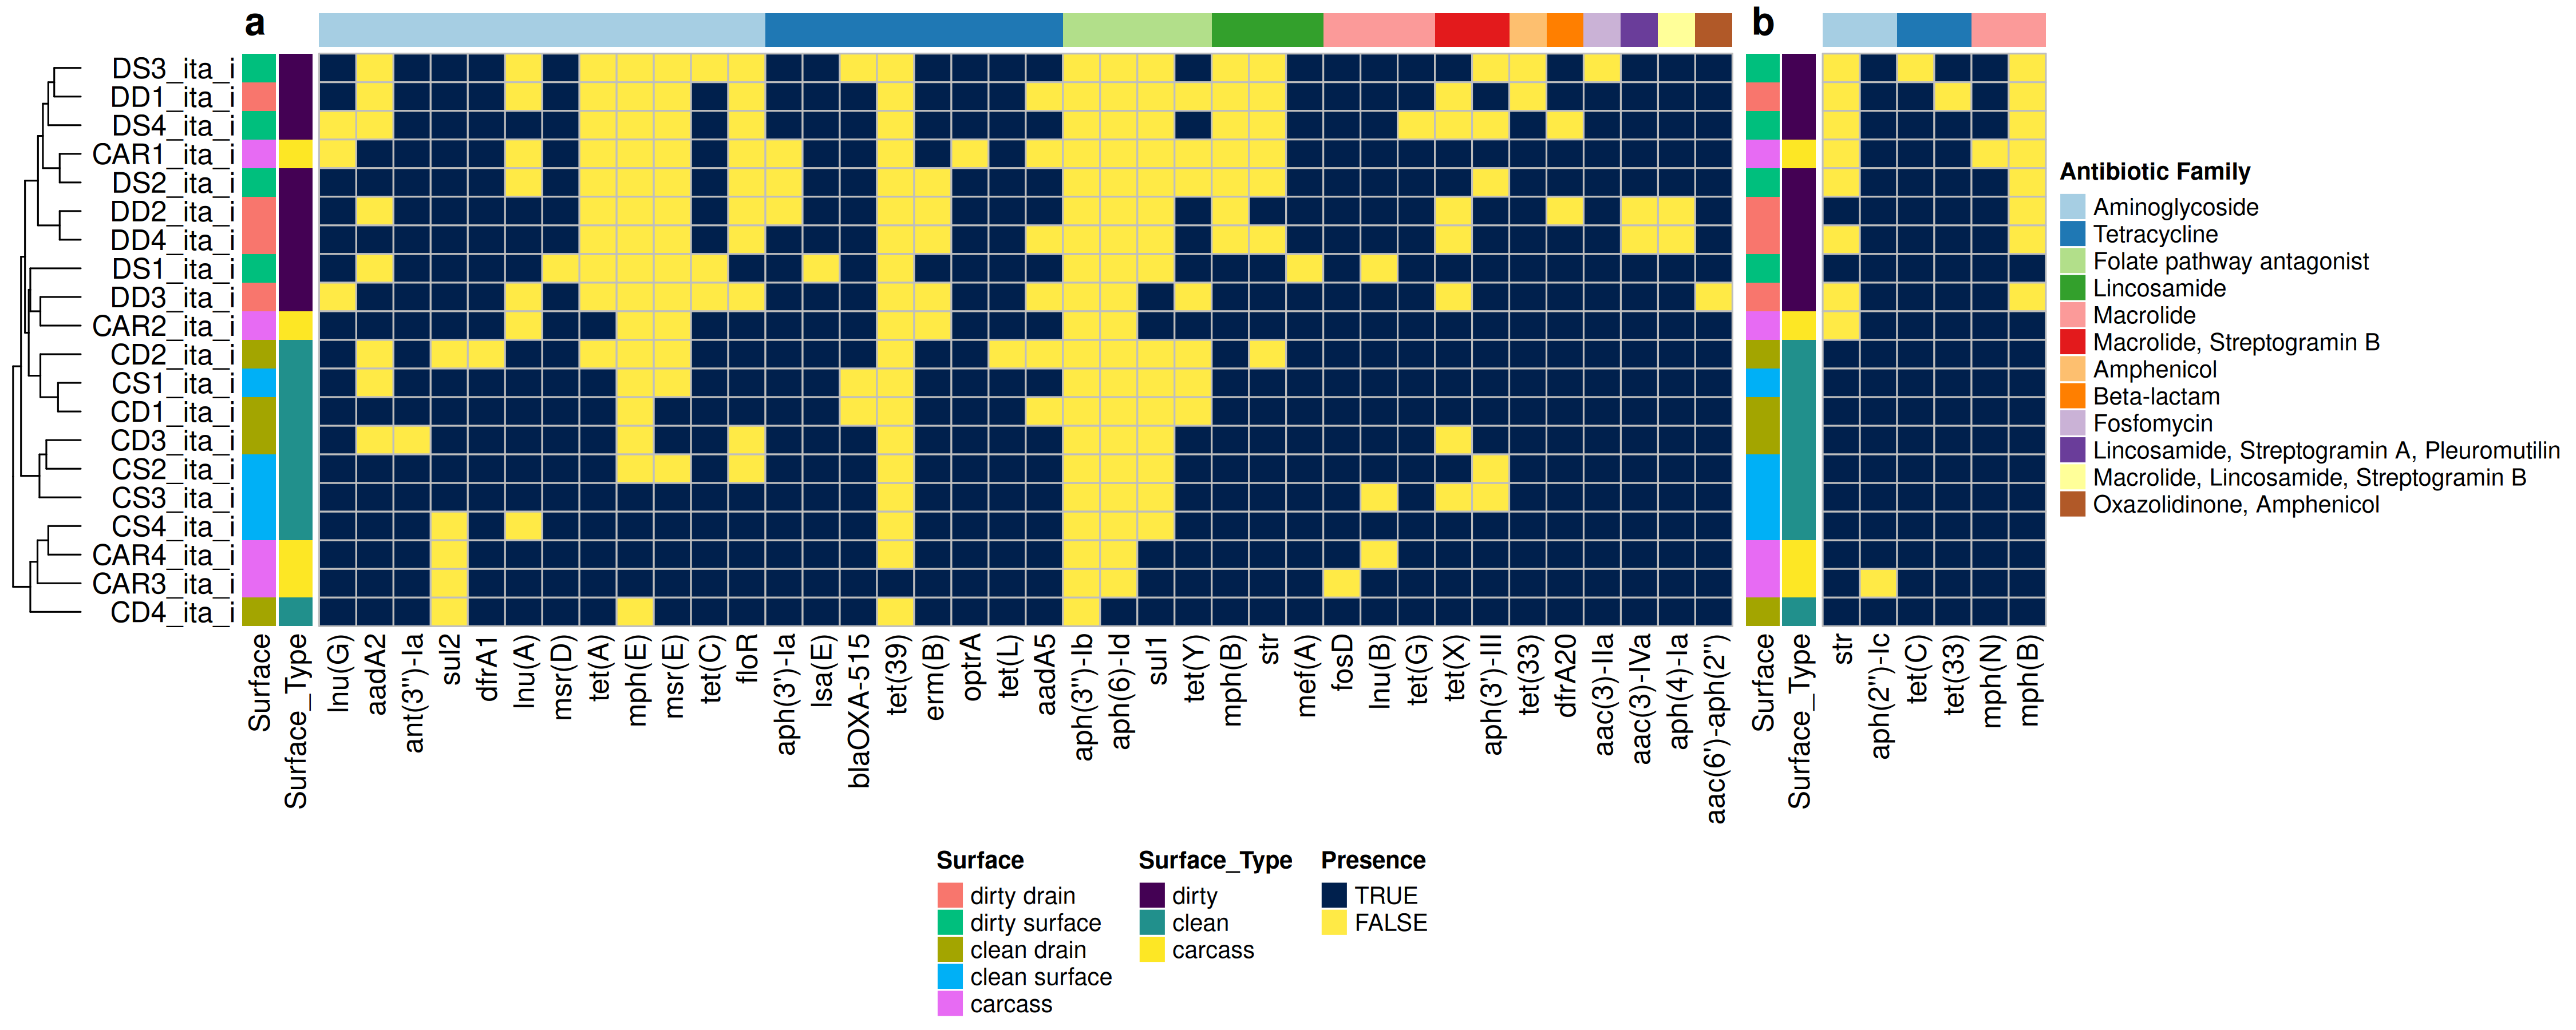 a
b
DS3_ita_i
DD1_ita_i
DS4_ita_i
CAR1_ita_i
DS2_ita_i
DD2_ita_i
DD4_ita_i
DS1_ita_i
DD3_ita_i
CAR2_ita_i
CD2_ita_i
CS1_ita_i
CD1_ita_i
CD3_ita_i
CS2_ita_i
CS3_ita_i
CS4_ita_i
CAR4_ita_i
CAR3_ita_i
CD4_ita_i
Surface
Surface_Type
lnu(G)
aadA2
ant(3'')-Ia
sul2
dfrA1
lnu(A)
msr(D)
tet(A)
mph(E)
msr(E)
tet(C)
floR
aph(3')-Ia
lsa(E)
blaOXA-515
tet(39)
erm(B)
optrA
tet(L)
aadA5
aph(3'')-Ib
aph(6)-Id
sul1
tet(Y)
mph(B)
str
mef(A)
fosD
lnu(B)
tet(G)
tet(X)
aph(3')-III
tet(33)
dfrA20
aac(3)-IIa
aac(3)-IVa
aph(4)-Ia
aac(6')-aph(2'')
Surface
Surface_Type
str
aph(2'')-Ic
tet(C)
tet(33)
mph(N)
mph(B)
Antibiotic Family
Aminoglycoside
Tetracycline
Folate pathway antagonist
Lincosamide
Macrolide
Macrolide, Streptogramin B
Amphenicol
Beta-lactam
Fosfomycin
Lincosamide, Streptogramin A, Pleuromutilin
Macrolide, Lincosamide, Streptogramin B
Oxazolidinone, Amphenicol
Surface
dirty drain
dirty surface
clean drain
clean surface
carcass
Surface_Type
dirty
clean
carcass
Presence
TRUE
FALSE